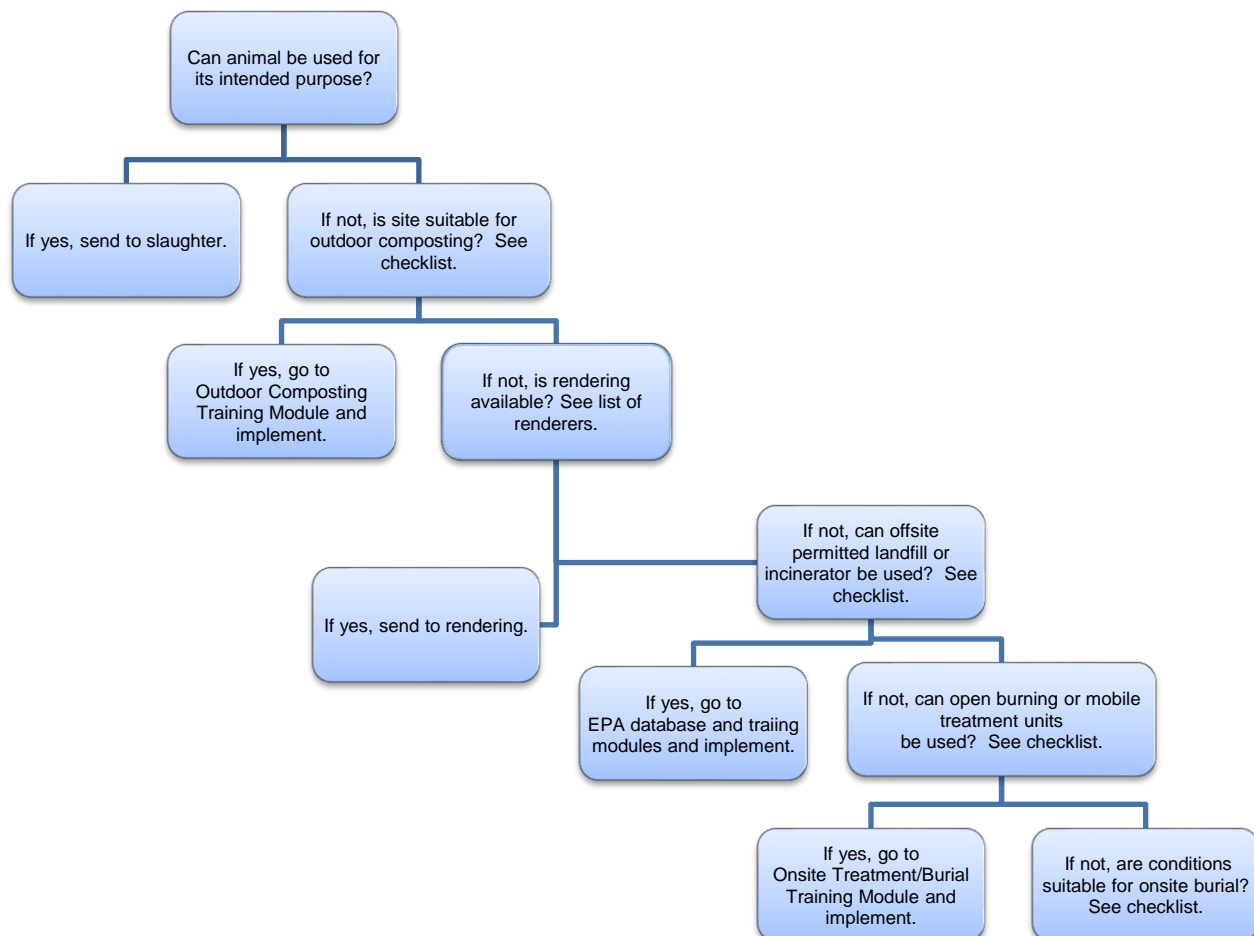 Can animal be used for
its intended purpose?
If yes, send to slaughter.
If not, is site suitable for
outdoor composting?  See
checklist.
If yes, go to
Outdoor Composting
Training Module and
implement.
If not, is rendering
available? See list of
renderers.
If not, can offsite
permitted landfill or
incinerator be used?  See
checklist.
If yes, send to rendering.
If yes, go to
EPA database and traiing
modules and implement.
If not, can open burning or mobile
treatment units
be used?  See checklist.
If yes, go to
Onsite Treatment/Burial
Training Module and
implement.
If not, are conditions
suitable for onsite burial?
See checklist.